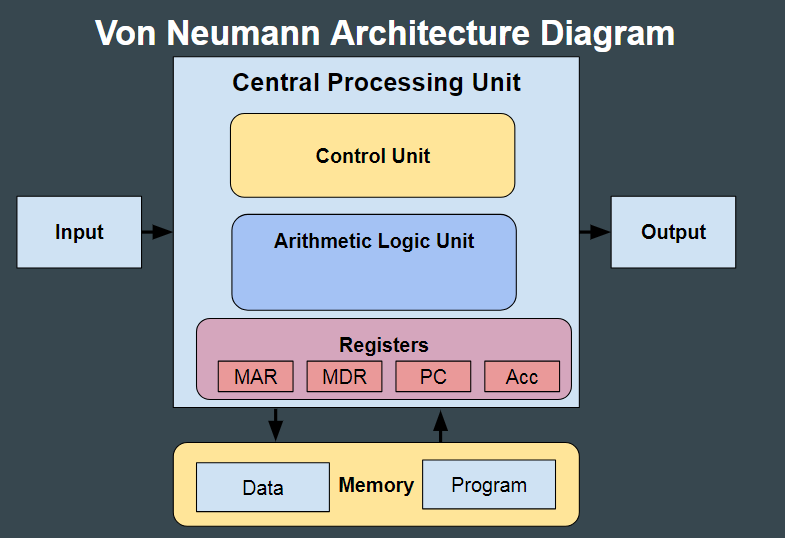 Von Neumann Architecture Diagram
Central Processing Unit
Control Unit
Input
Output
Arithmetic Logic Unit
Registers
MAR MDR PC Acc
Data Memory Program